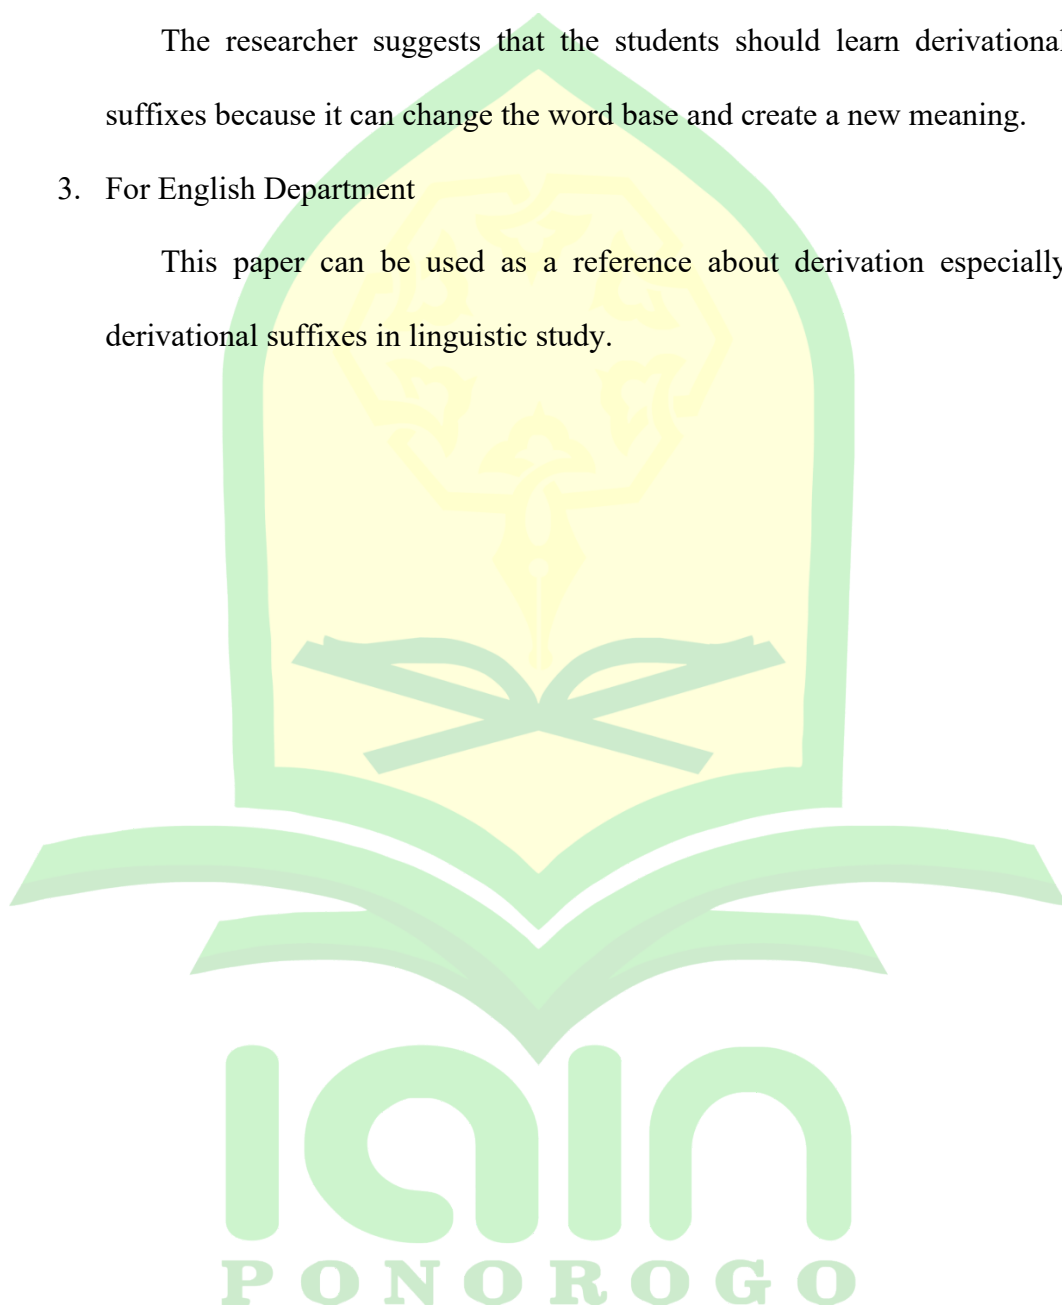 The researcher suggests that the students should learn derivational
suffixes because it can change the word base and create a new meaning.
3. For English Department
This paper can be used as a reference about derivation especially
derivational suffixes in linguistic study.
IAIN
PONOROGO